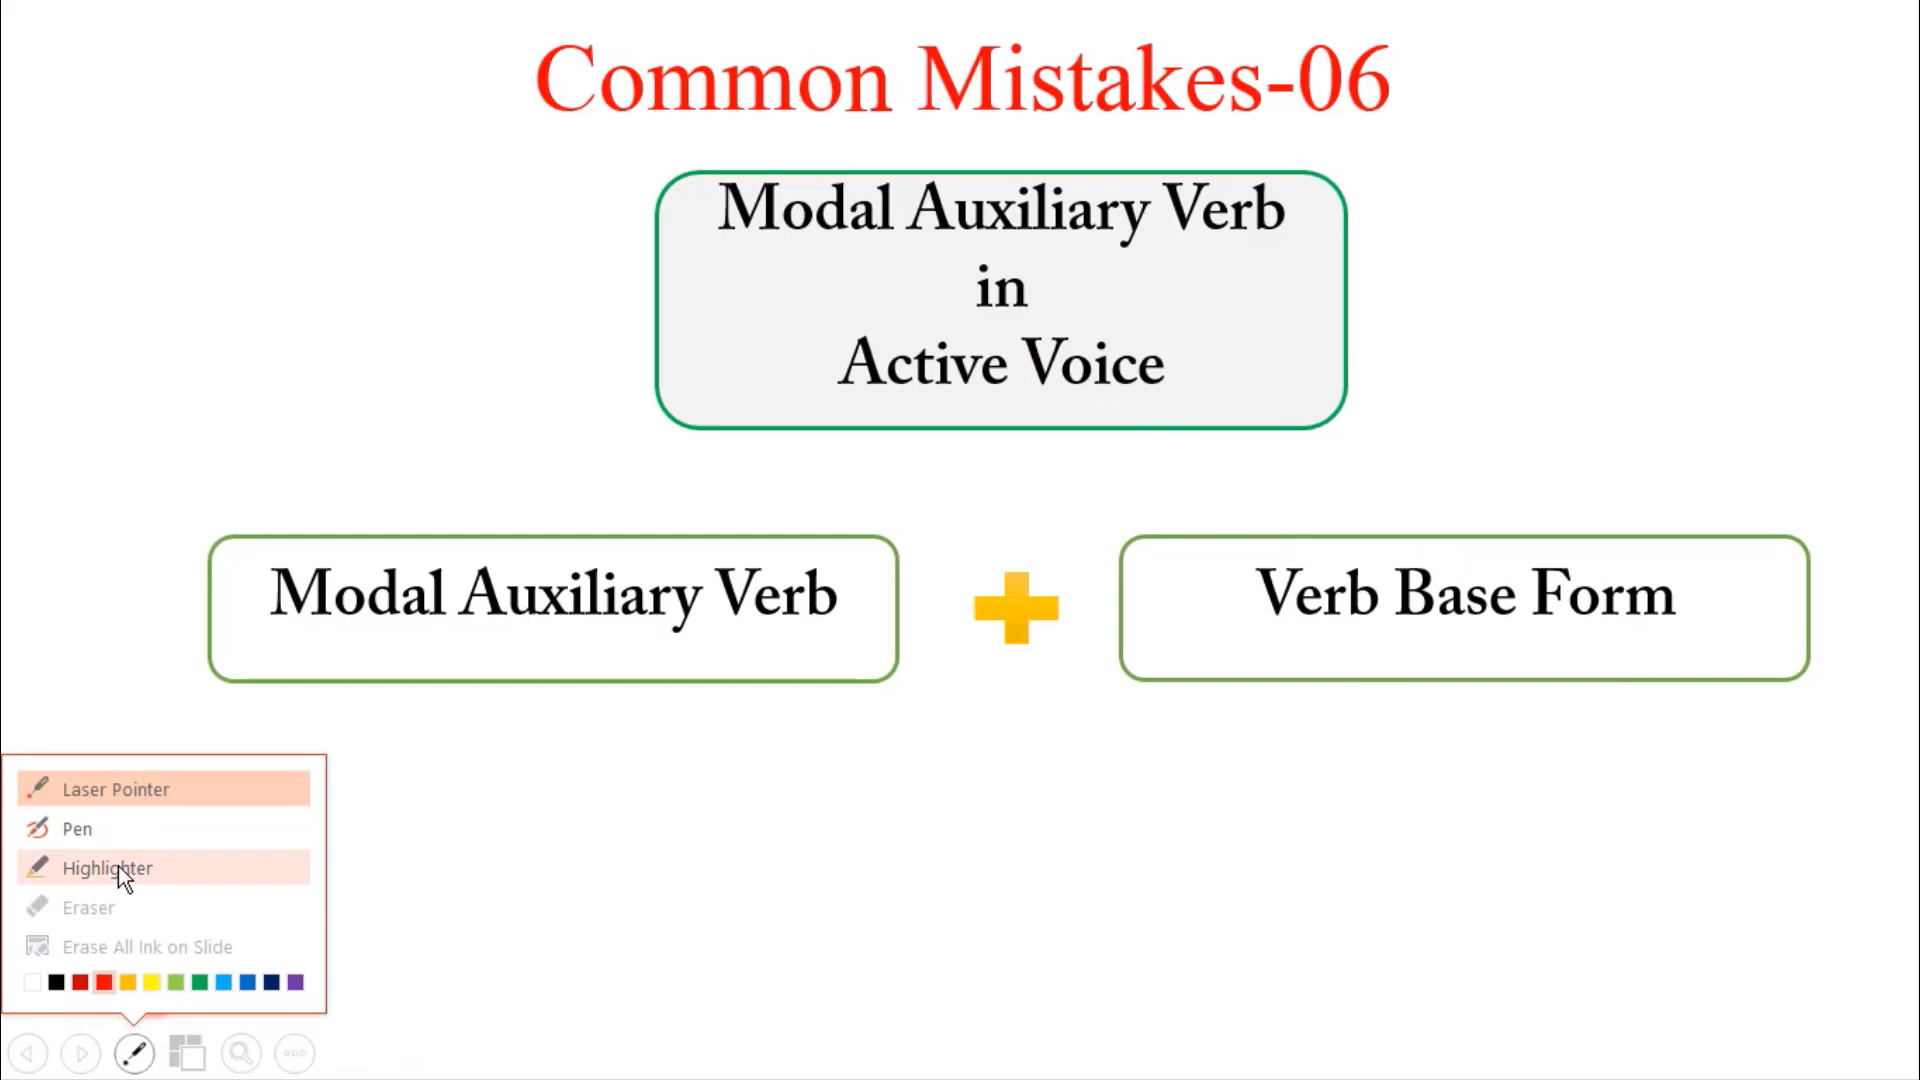 Common Mistakes-06
Modal Auxiliary Verb
in
Active Voice
Modal Auxiliary Verb
Verb Base Form
Laser Pointer
Pen
Highlighter
Eraser
Erase All Ink on Slide